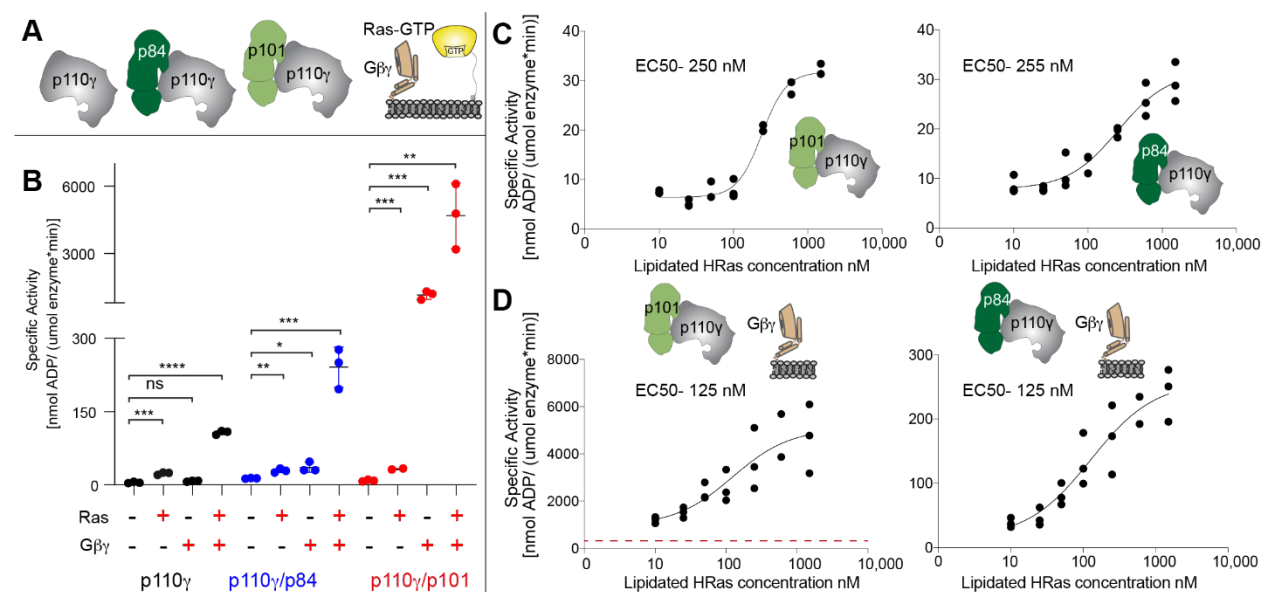 A
p84
p110γ
p110γ
p101
p110γ
Ras-GTP
GTP
Gβγ
B
Specific Activity
[nmol ADP/ (umol enzyme*min)]
6000
3000
300
150
0
****
ns
***
***
*
**
**
***
***
Ras - + - + - + - + - + - +
Gβγ - - + + - - + + - - + +
p110γ p110γ/p84 p110γ/p101
C
Specific Activity
[nmol ADP/ (umol enzyme*min)]
40
30
20
10
0
EC50- 250 nM
p101
p110γ
0 10 100 1000 10,000
Lipidated HRas concentration nM
40
30
20
10
0
EC50- 255 nM
p84
p110γ
0 10 100 1000 10,000
Lipidated HRas concentration nM
D
p101
p110γ
Gβγ
Specific Activity
[nmol ADP/ (umol enzyme*min)]
8000
6000
4000
2000
0
EC50- 125 nM
0 10 100 1000 10,000
Lipidated HRas concentration nM
p84
p110γ
Gβγ
300
200
100
0
EC50- 125 nM
0 10 100 1000 10,000
Lipidated HRas concentration nM